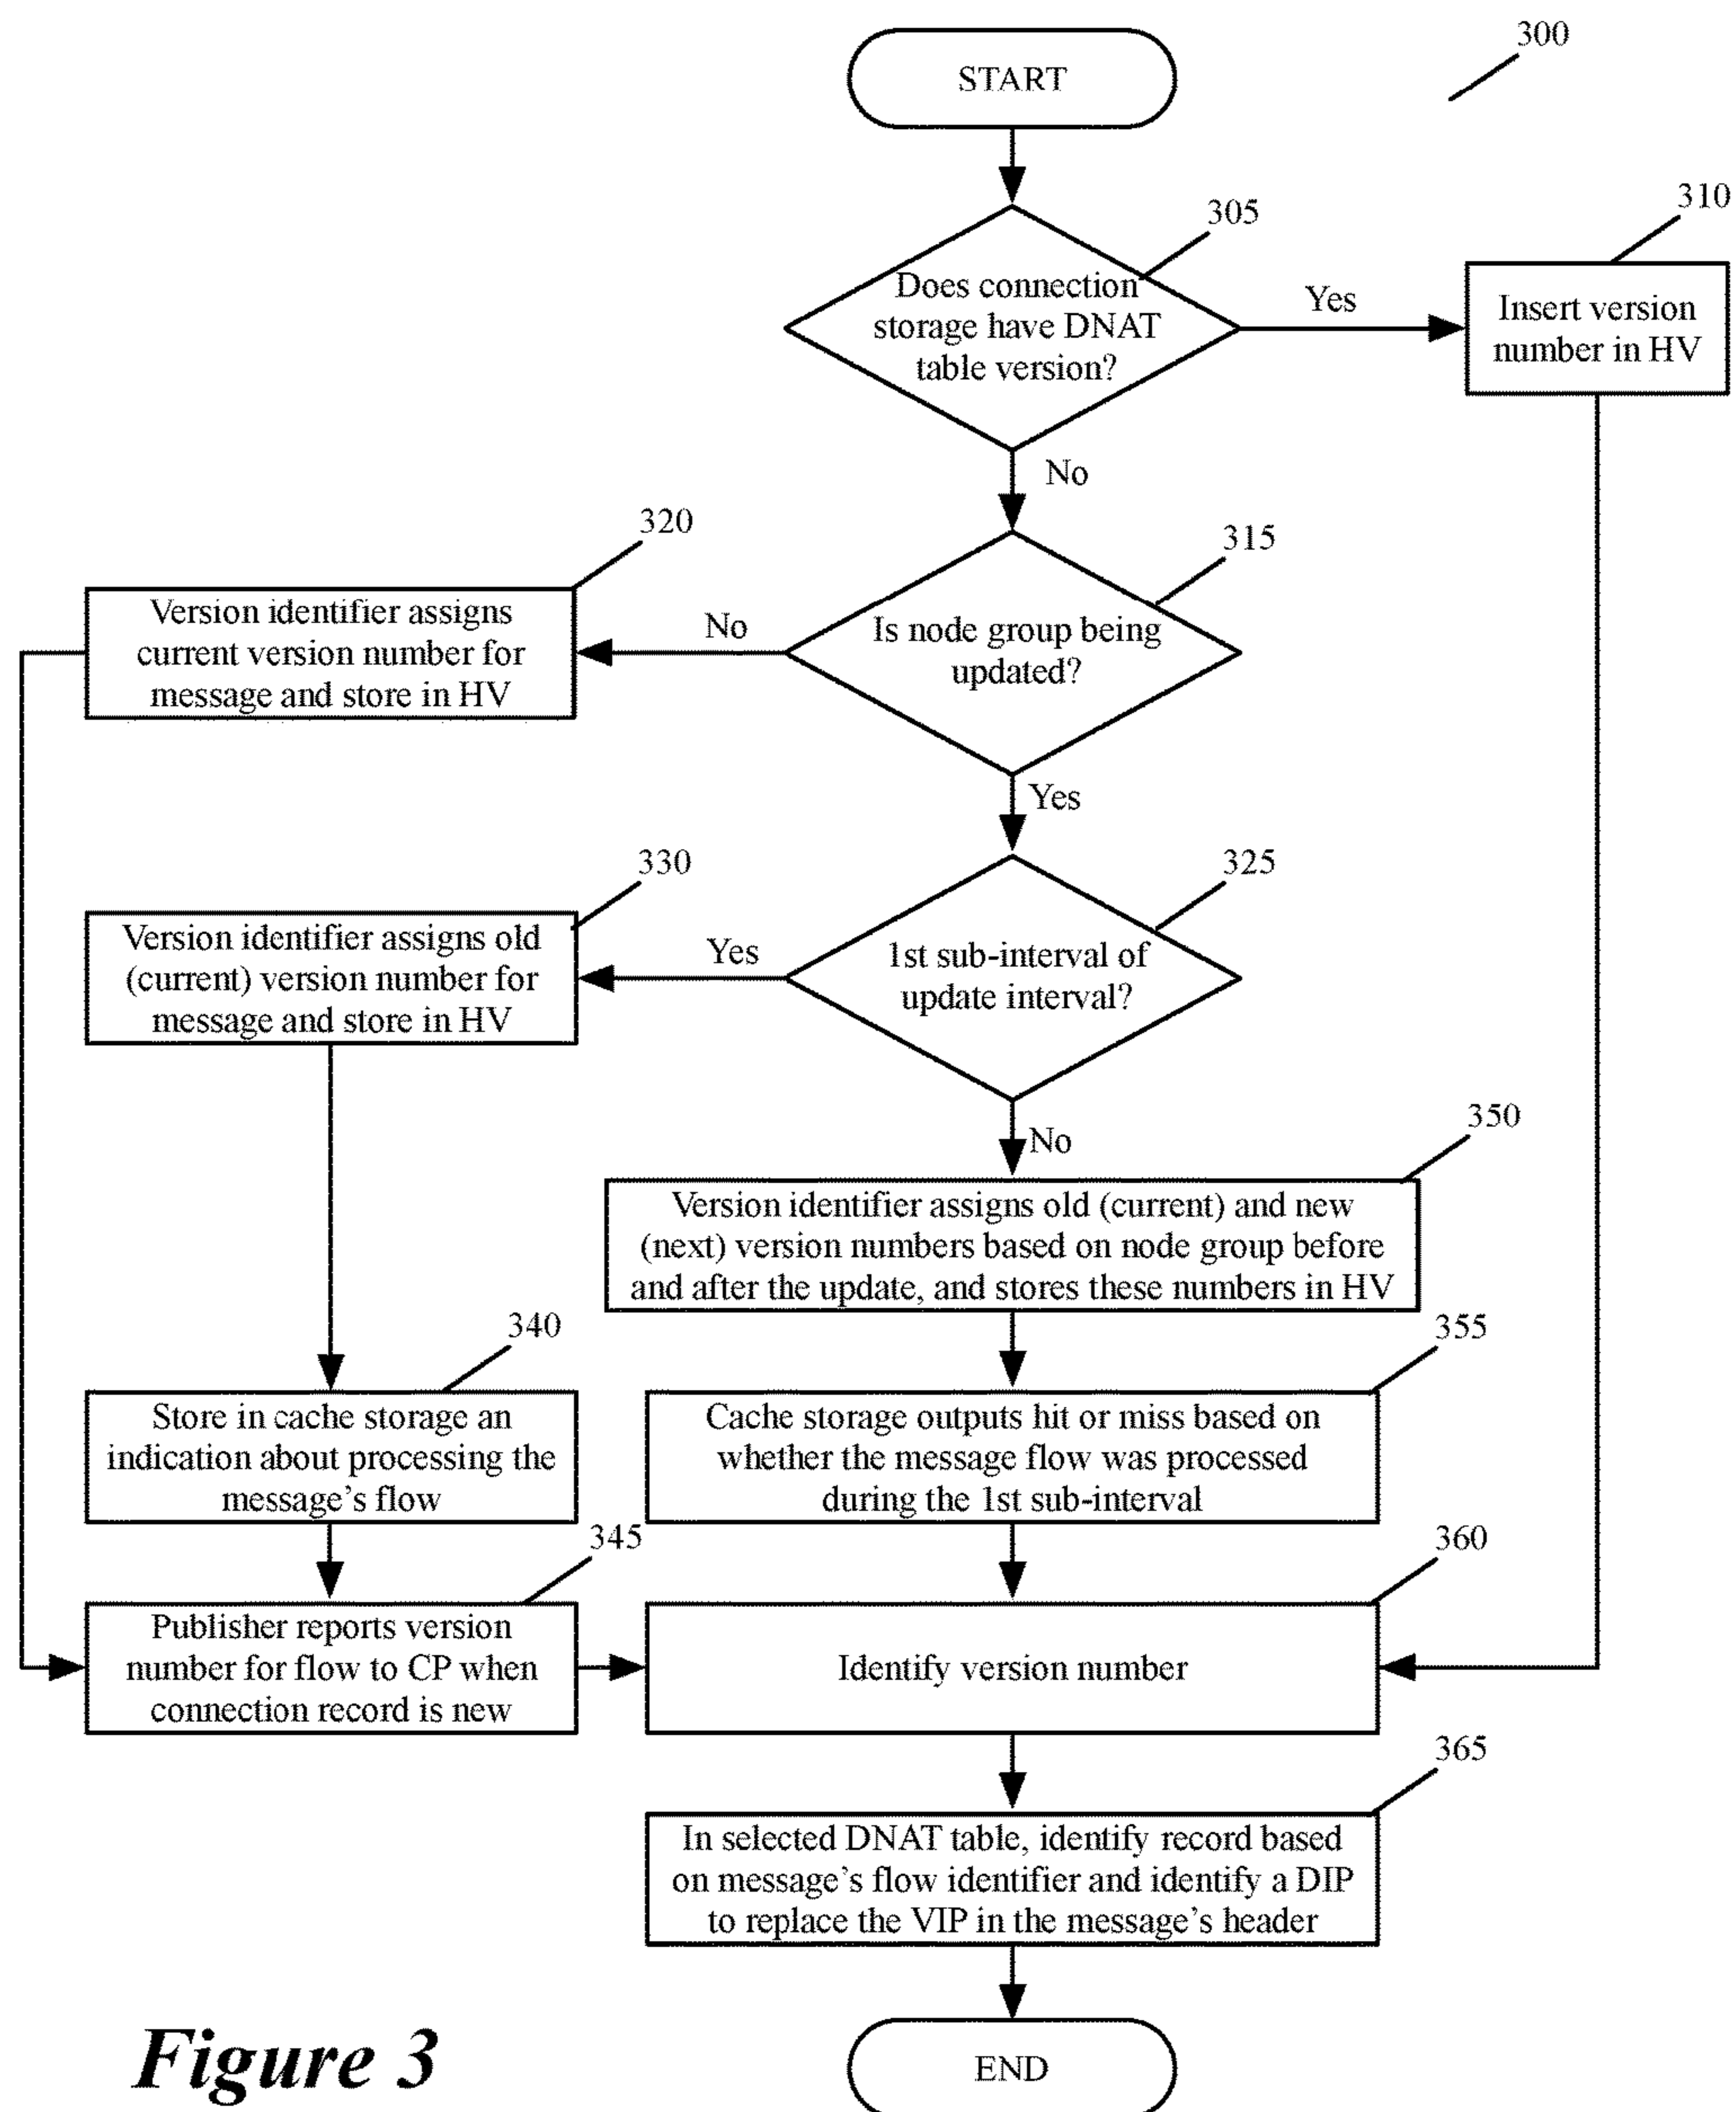 300
START
305
310
Does connection
storage have DNAT
table version?
Yes
Insert version
number in HV
No
315
320
Is node group being
updated?
No
Version identifier assigns
current version number for
message and store in HV
Yes
325
330
1st sub-interval of
update interval?
Yes
Version identifier assigns old
(current) version number for
message and store in HV
No
350
Version identifier assigns old (current) and new
(next) version numbers based on node group before
and after the update, and stores these numbers in HV
340
Store in cache storage an
indication about processing the
message's flow
355
Cache storage outputs hit or miss based on
whether the message flow was processed
during the 1st sub-interval
345
Publisher reports version
number for flow to CP when
connection record is new
360
Identify version number
365
In selected DNAT table, identify record based
on message's flow identifier and identify a DIP
to replace the VIP in the message's header
END
Figure 3